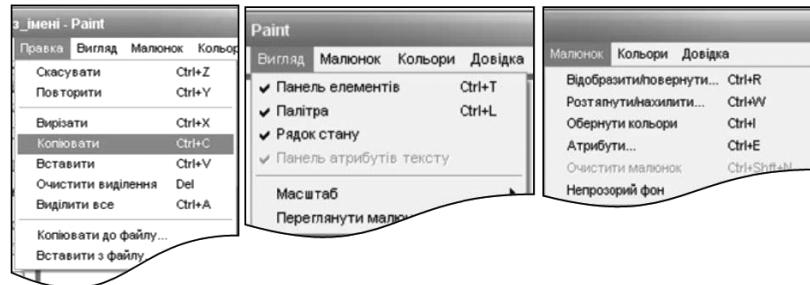 з_імені - Paint
Правка Вигляд Малюнок Кольор
Скасувати Ctrl+Z
Повторити Ctrl+Y
Вирізати Ctrl+X
Копіювати Ctrl+C
Вставити Ctrl+V
Очистити виділення Del
Виділити все Ctrl+A
Копіювати до файлу...
Вставити з файлу
Paint
Вигляд Малюнок Кольори Довідка
Панель елементів Ctrl+T
Палітра Ctrl+L
Рядок стану
Панель атрибутів тексту
Масштаб
Переглянути малю
Малюнок Кольори Довідка
Відобразити/повернути... Ctrl+R
Розтягнути/нахилити... Ctrl+W
Обернути кольори Ctrl+I
Атрибути... Ctrl+E
Очистити малюнок Ctrl+Shft+N
Непрозорий фон